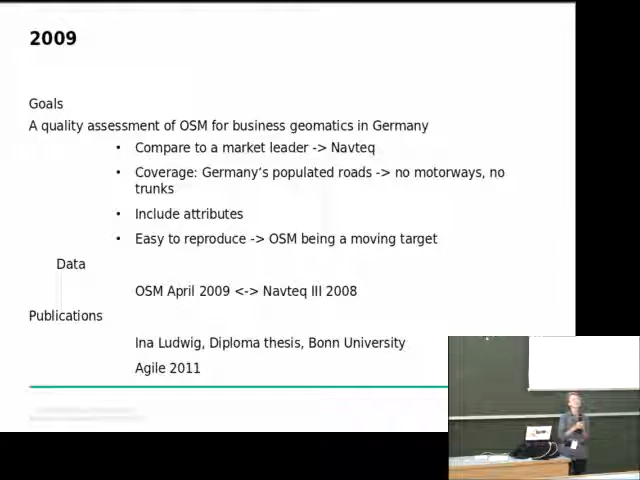 2009
Goals
A quality assessment of OSM for business geomatics in Germany
• Compare to a market leader -> Navteq
• Coverage: Germany's populated roads -> no motorways, no
trunks
• Include attributes
• Easy to reproduce -> OSM being a moving target
Data
OSM April 2009 <-> Navteq III 2008
Publications
Ina Ludwig, Diploma thesis, Bonn University
Agile 2011